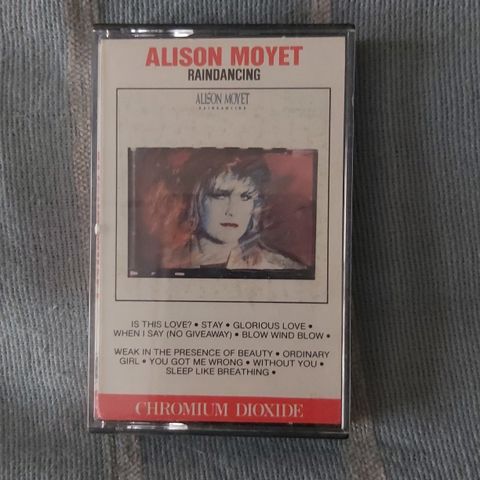 ALISON MOYET
RAINDANCING
ALISON MOYET
RAINDANCING
IS THIS LOVE? • STAY • GLORIOUS LOVE •
WHEN I SAY (NO GIVEAWAY) • BLOW WIND BLOW •
WEAK IN THE PRESENCE OF BEAUTY • ORDINARY
GIRL • YOU GOT ME WRONG • WITHOUT YOU •
SLEEP LIKE BREATHING •
CHROMIUM DIOXIDE